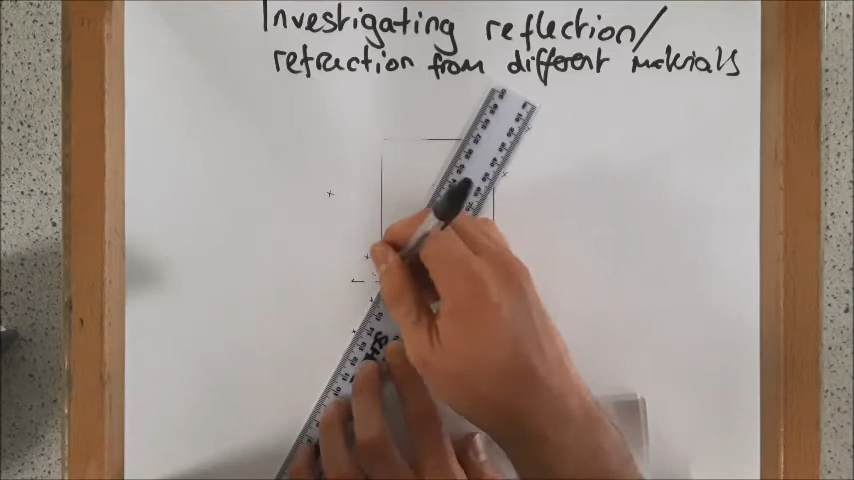 Investigating reflection/
refraction from different materials